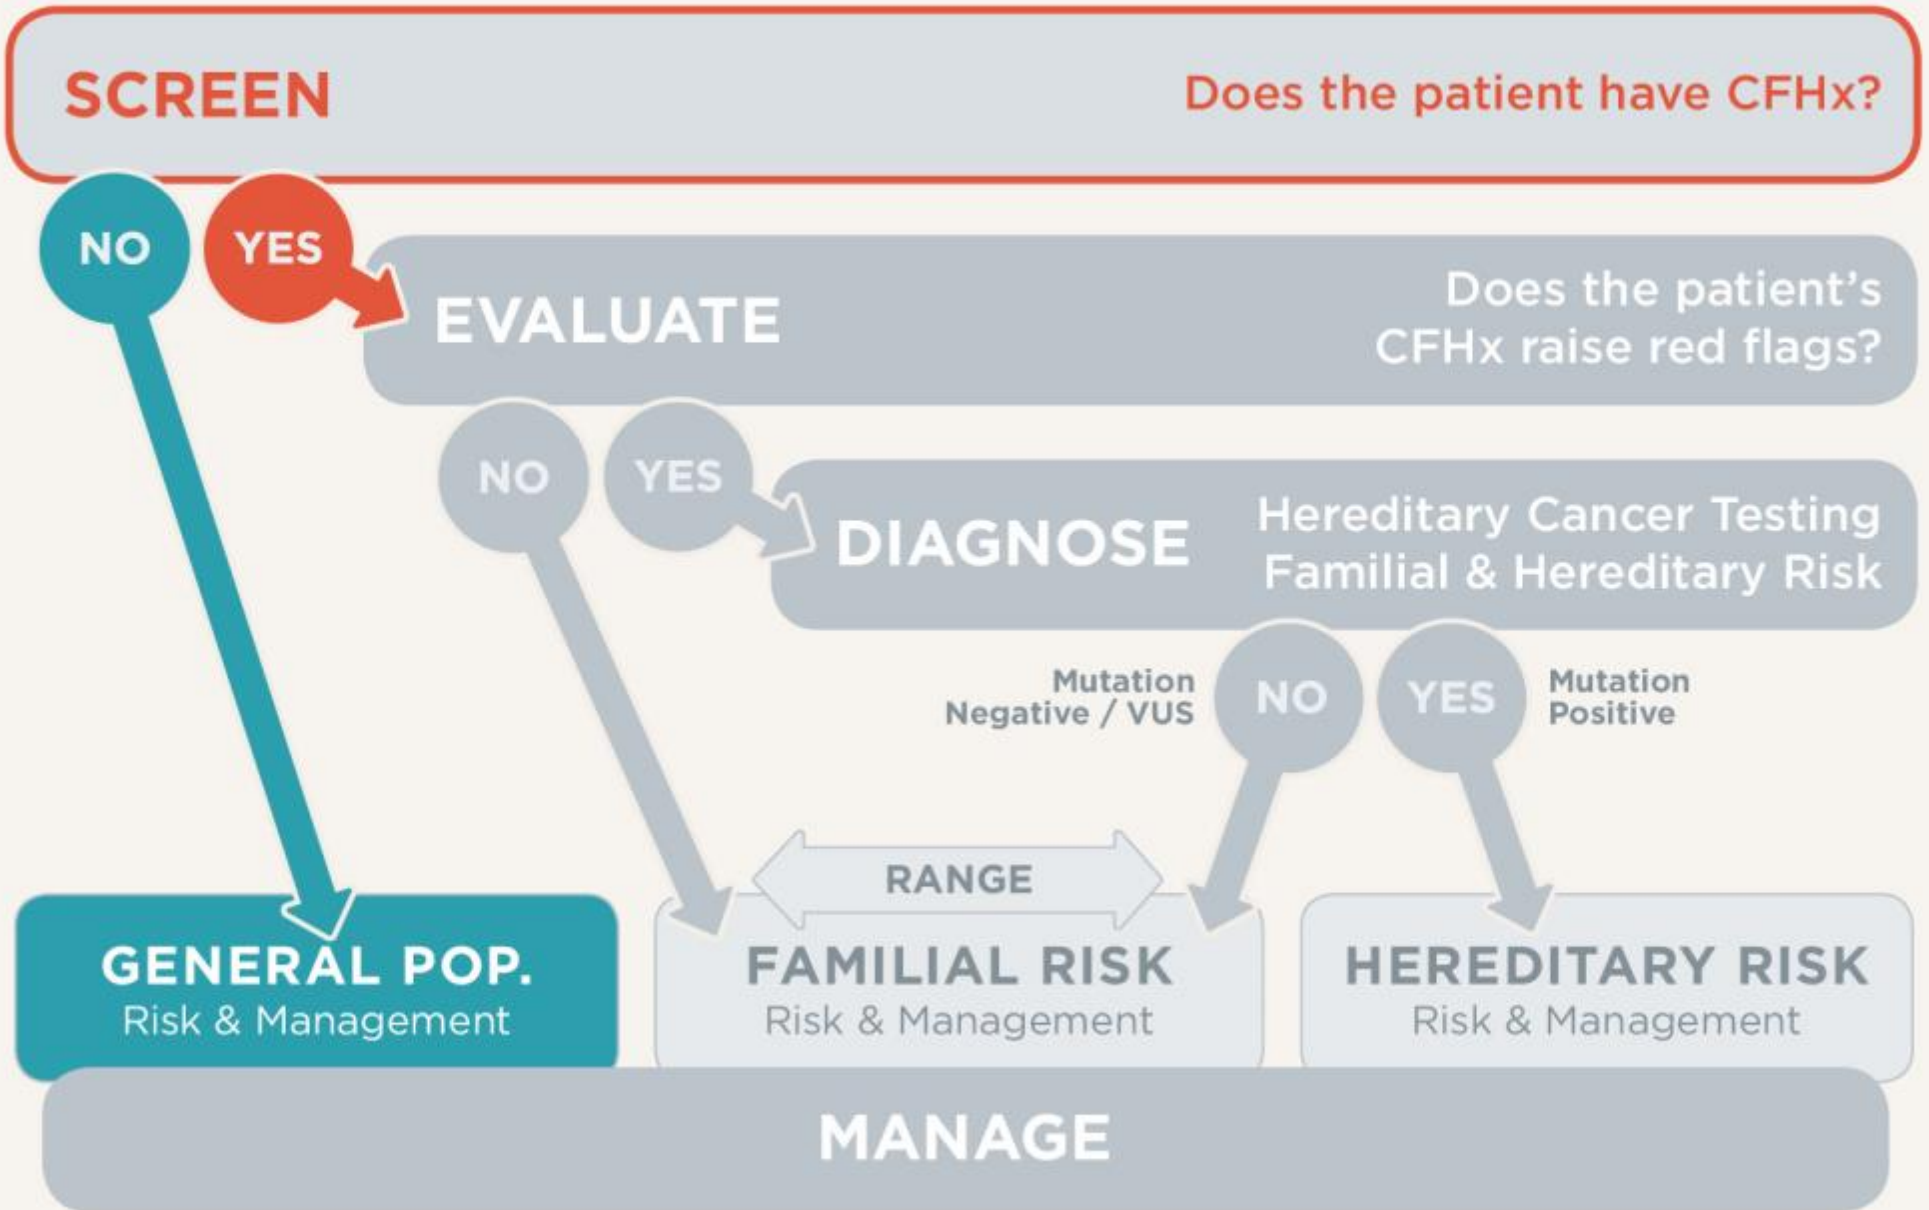 SCREEN
Does the patient have CFHx?
NO
YES
EVALUATE
Does the patient's
CFHx raise red flags?
NO
YES
DIAGNOSE
Hereditary Cancer Testing
Familial & Hereditary Risk
Mutation
Negative / VUS
NO
YES
Mutation
Positive
RANGE
GENERAL POP.
Risk & Management
FAMILIAL RISK
Risk & Management
HEREDITARY RISK
Risk & Management
MANAGE